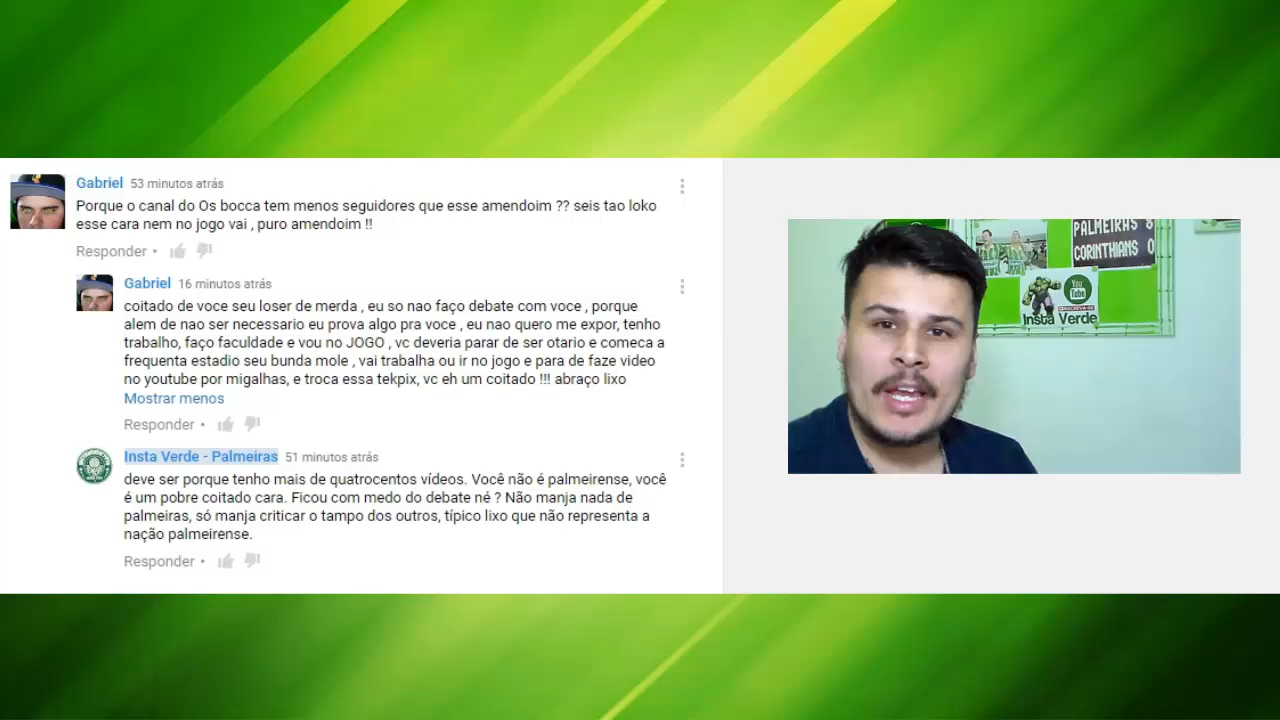 Gabriel 53 minutos atrás
Porque o canal do Os bocca tem menos seguidores que esse amendoim ?? seis tao loko
esse cara nem no jogo vai , puro amendoim !!
Responder •
Gabriel 16 minutos atrás
coitado de voce seu loser de merda , eu so nao faço debate com voce , porque
alem de nao ser necessario eu prova algo pra voce , eu nao quero me expor, tenho
trabalho, faço faculdade e vou no JOGO , vc deveria parar de ser otario e começa a
frequenta estadio seu bunda mole , vai trabalha ou ir no jogo e para de faze video
no youtube por migalhas, e troca essa tekpix, vc eh um coitado !!! abraço lixo
Mostrar menos
Responder •
Insta Verde - Palmeiras 51 minutos atrás
deve ser porque tenho mais de quatrocentos vídeos. Você não é palmeirense, você
é um pobre coitado cara. Ficou com medo do debate né ? Não manja nada de
palmeiras, só manja criticar o tampo dos outros, típico lixo que não representa a
nação palmeirense.
Responder •
PALMEIRAS 8
CORINTHIANS 0
You
Tube
Insta Verde